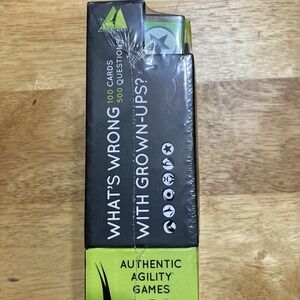 WHAT'S WRONG
100 CARDS
500 QUESTIONS
WITH GROWN-UPS?
AUTHENTIC
AGILITY
GAMES